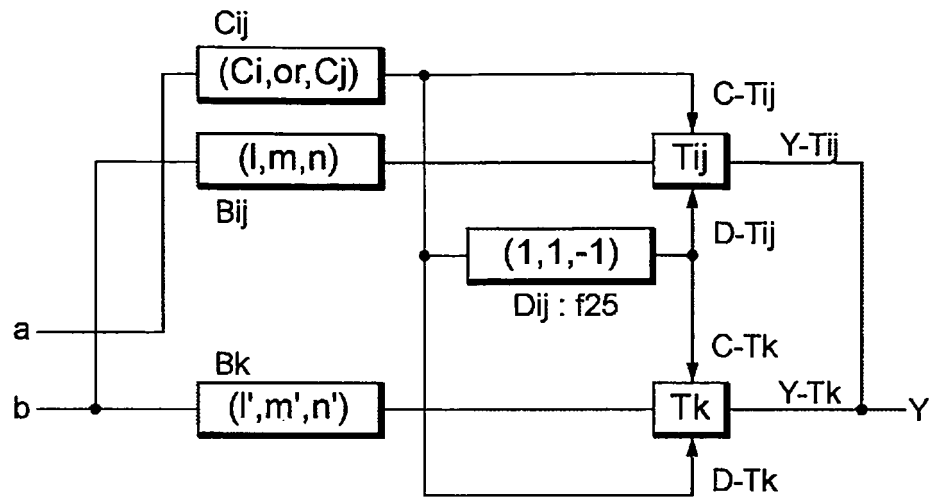 Cij
(Ci,or,Cj)
C-Tij
(l,m,n)
Tij
Y-Tij
Bij
D-Tij
(1,1,-1)
Dij : f25
a
C-Tk
Bk
b
(l',m',n')
Tk
Y-Tk
Y
D-Tk